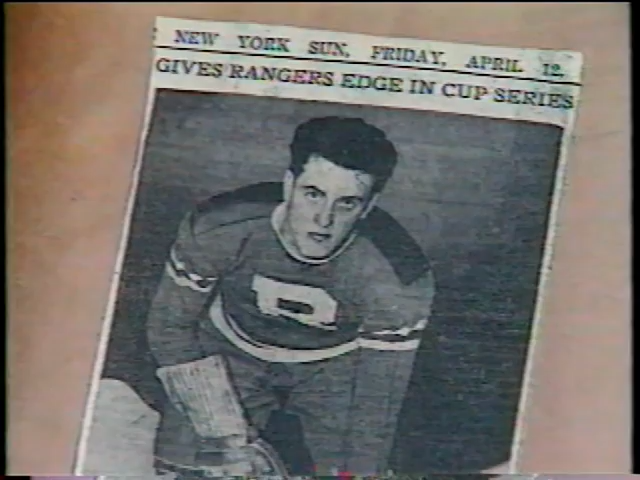 NEW YORK SUN, FRIDAY, APRIL 12,
GIVES RANGERS EDGE IN CUP SERIES
R